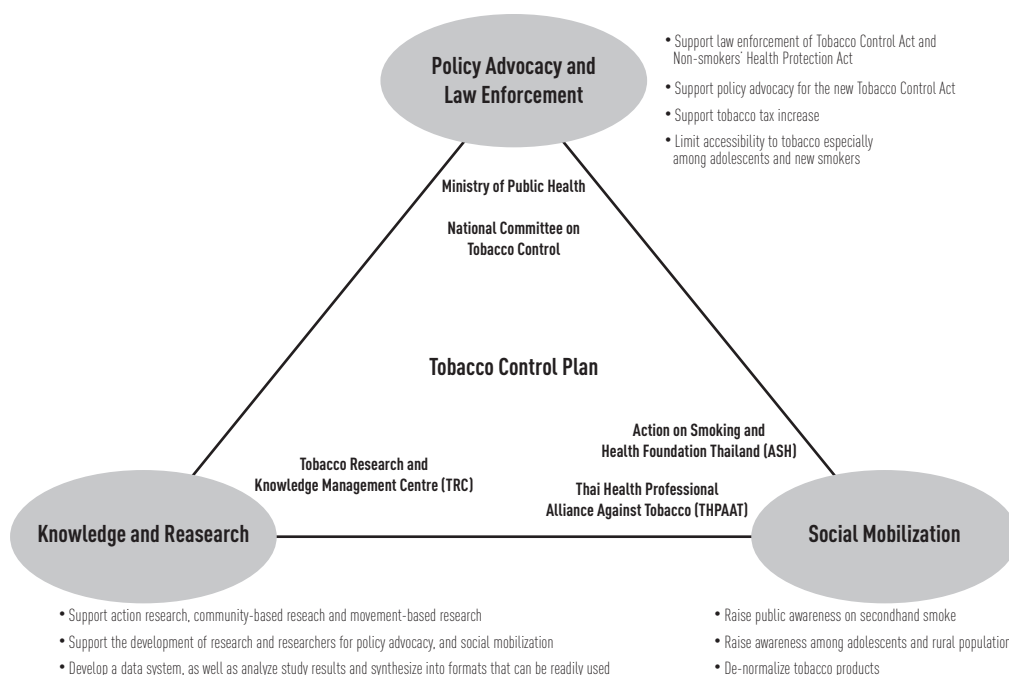 Policy Advocacy and
Law Enforcement
• Support law enforcement of Tobacco Control Act and
Non-smokers' Health Protection Act
• Support policy advocacy for the new Tobacco Control Act
• Support tobacco tax increase
• Limit accessibility to tobacco especially
among adolescents and new smokers
Ministry of Public Health
National Committee on
Tobacco Control
Tobacco Control Plan
Action on Smoking and
Health Foundation Thailand (ASH)
Tobacco Research and
Knowledge Management Centre (TRC)
Thai Health Professional
Alliance Against Tobacco (THPAAT)
Knowledge and Reasearch
Social Mobilization
• Support action research, community-based reseach and movement-based research
• Support the development of research and researchers for policy advocacy, and social mobilization
• Develop a data system, as well as analyze study results and synthesize into formats that can be readily used
• Raise public awareness on secondhand smoke
• Raise awareness among adolescents and rural population
• De-normalize tobacco products